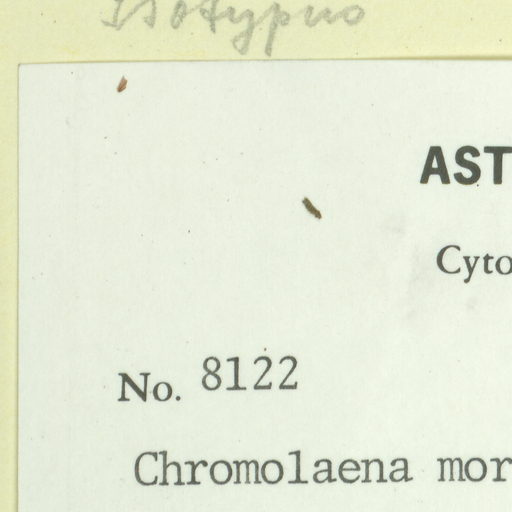 Isotypus
AST
Cyto
No. 8122
Chromolaena mor